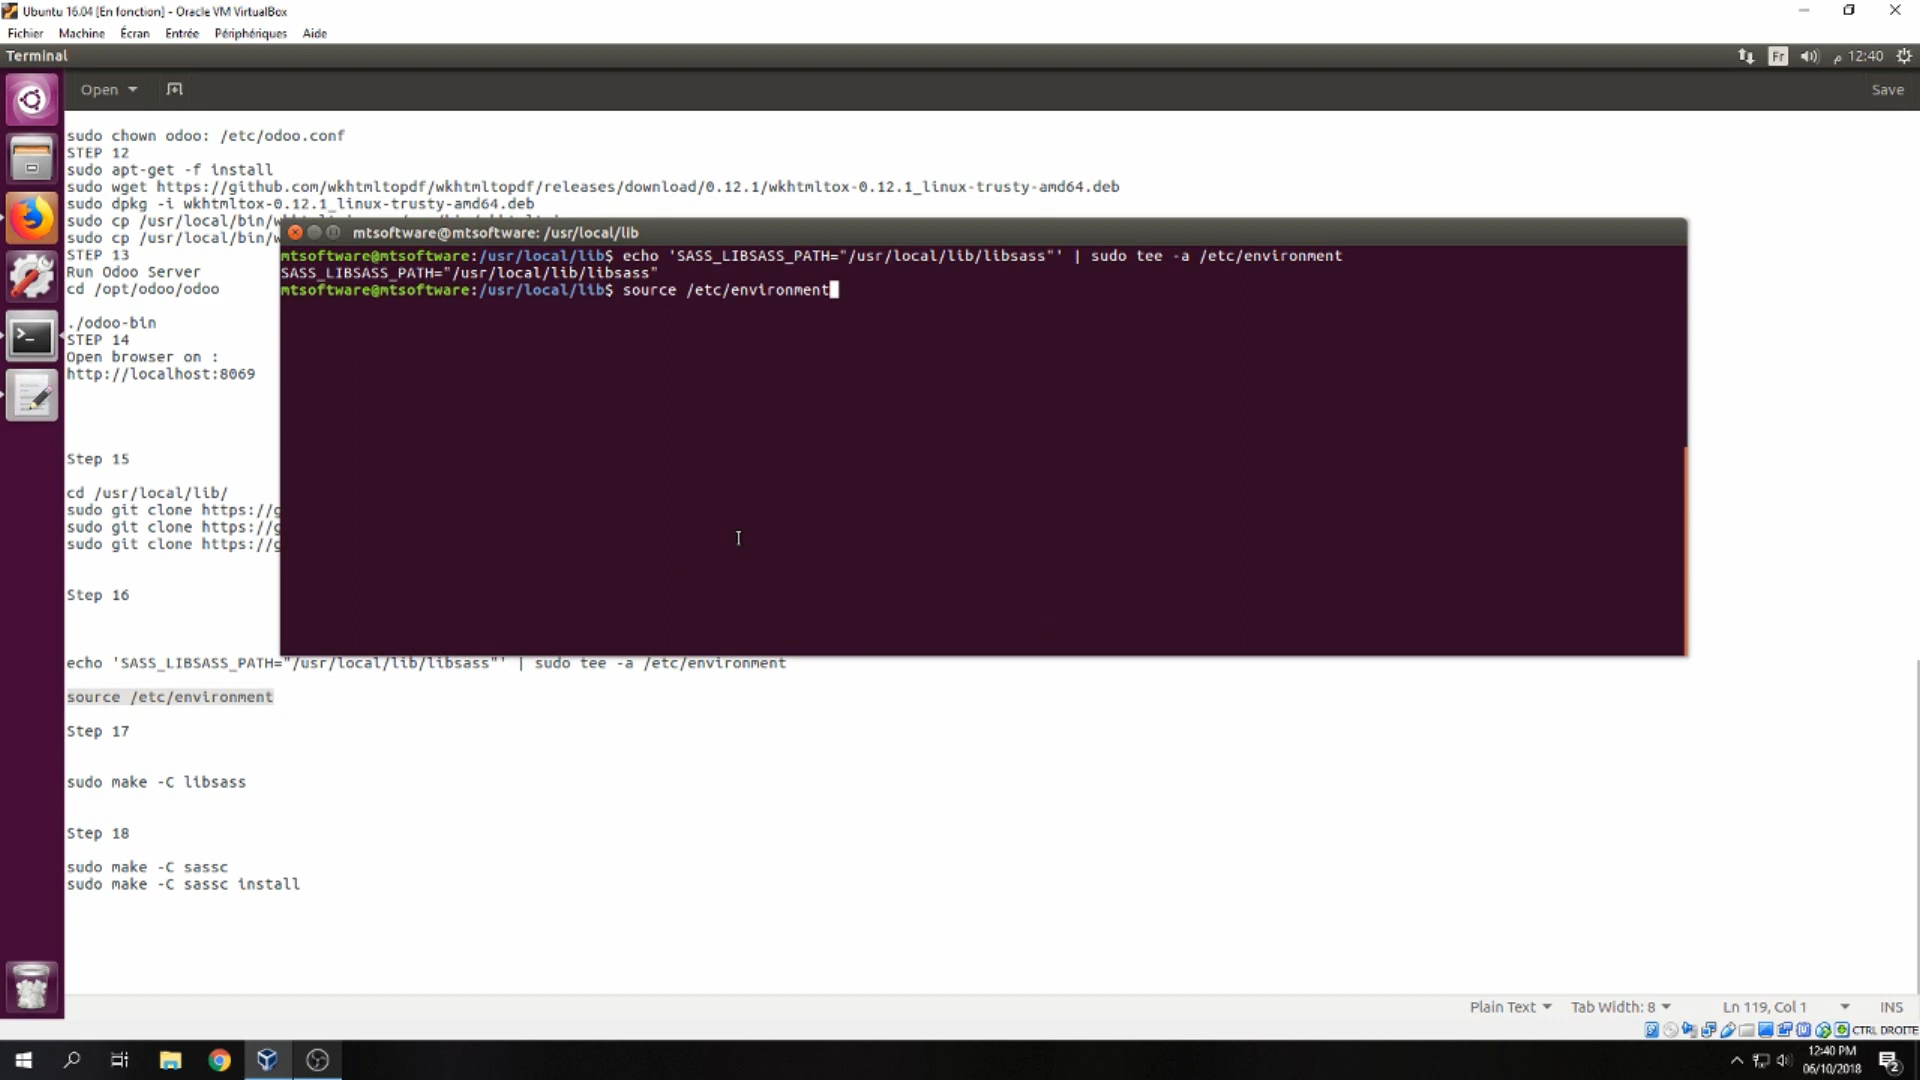 Ubuntu 16.04 [En fonction] - Oracle VM VirtualBox
Fichier Machine Écran Entrée Périphériques Aide
Terminal
Fr م 12:40
Open Save
sudo chown odoo: /etc/odoo.conf
STEP 12
sudo apt-get -f install
sudo wget https://github.com/wkhtmltopdf/wkhtmltopdf/releases/download/0.12.1/wkhtmltox-0.12.1_linux-trusty-amd64.deb
sudo dpkg -i wkhtmltox-0.12.1_linux-trusty-amd64.deb
sudo cp /usr/local/bin/
sudo cp /usr/local/bin/
STEP 13
Run Odoo Server
cd /opt/odoo/odoo
./odoo-bin
STEP 14
Open browser on :
http://localhost:8069
Step 15
cd /usr/local/lib/
sudo git clone https://g
sudo git clone https://g
sudo git clone https://g
Step 16
echo 'SASS_LIBSASS_PATH="/usr/local/lib/libsass"' | sudo tee -a /etc/environment
source /etc/environment
Step 17
sudo make -C libsass
Step 18
sudo make -C sassc
sudo make -C sassc install
mtsoftware@mtsoftware: /usr/local/lib
mtsoftware@mtsoftware:/usr/local/lib$ echo 'SASS_LIBSASS_PATH="/usr/local/lib/libsass"' | sudo tee -a /etc/environment
SASS_LIBSASS_PATH="/usr/local/lib/libsass"
mtsoftware@mtsoftware:/usr/local/lib$ source /etc/environment
Plain Text Tab Width: 8 Ln 119, Col 1 INS
CTRL DROITE
12:40 PM
06/10/2018
2